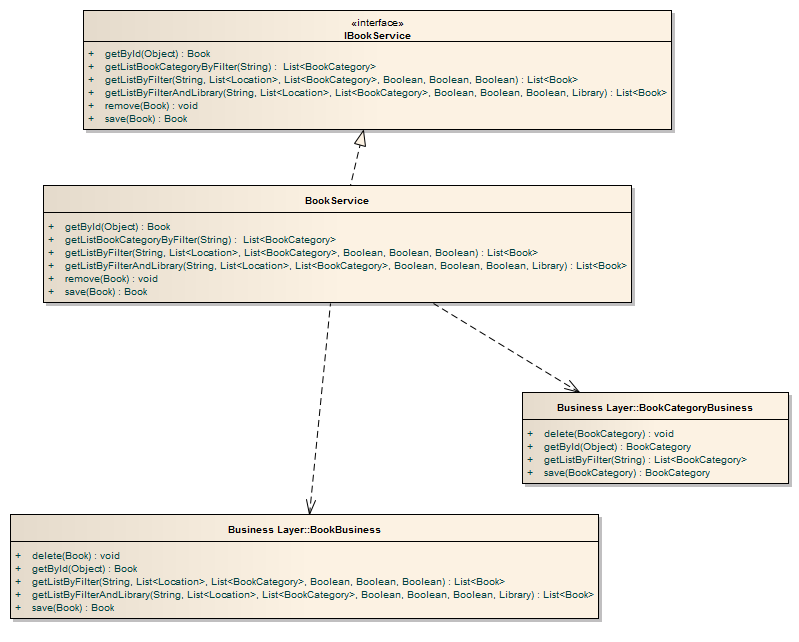 «interface»
IBookService
+ getById(Object) : Book
+ getListBookCategoryByFilter(String) : List<BookCategory>
+ getListByFilter(String, List<Location>, List<BookCategory>, Boolean, Boolean, Boolean) : List<Book>
+ getListByFilterAndLibrary(String, List<Location>, List<BookCategory>, Boolean, Boolean, Boolean, Library) : List<Book>
+ remove(Book) : void
+ save(Book) : Book
BookService
+ getById(Object) : Book
+ getListBookCategoryByFilter(String) : List<BookCategory>
+ getListByFilter(String, List<Location>, List<BookCategory>, Boolean, Boolean, Boolean) : List<Book>
+ getListByFilterAndLibrary(String, List<Location>, List<BookCategory>, Boolean, Boolean, Boolean, Library) : List<Book>
+ remove(Book) : void
+ save(Book) : Book
Business Layer::BookCategoryBusiness
+ delete(BookCategory) : void
+ getById(Object) : BookCategory
+ getListByFilter(String) : List<BookCategory>
+ save(BookCategory) : BookCategory
Business Layer::BookBusiness
+ delete(Book) : void
+ getById(Object) : Book
+ getListByFilter(String, List<Location>, List<BookCategory>, Boolean, Boolean, Boolean) : List<Book>
+ getListByFilterAndLibrary(String, List<Location>, List<BookCategory>, Boolean, Boolean, Boolean, Library) : List<Book>
+ save(Book) : Book